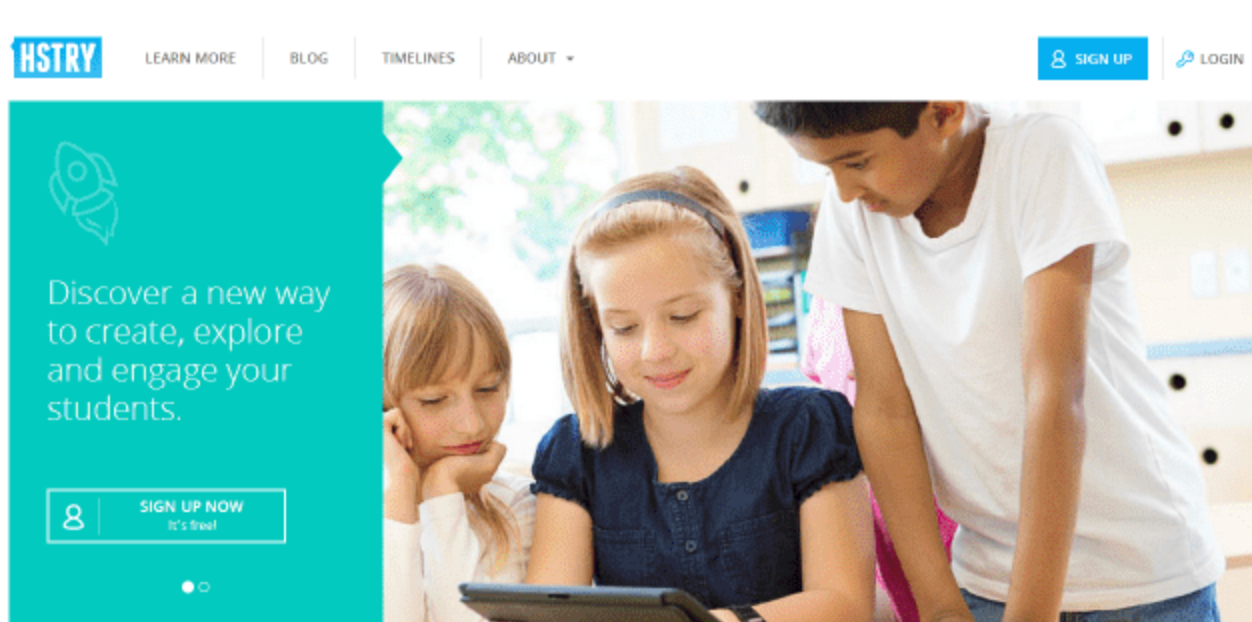 HSTRY
LEARN MORE
BLOG
TIMELINES
ABOUT
SIGN UP
LOGIN
Discover a new way
to create, explore
and engage your
students.
SIGN UP NOW
It's free!